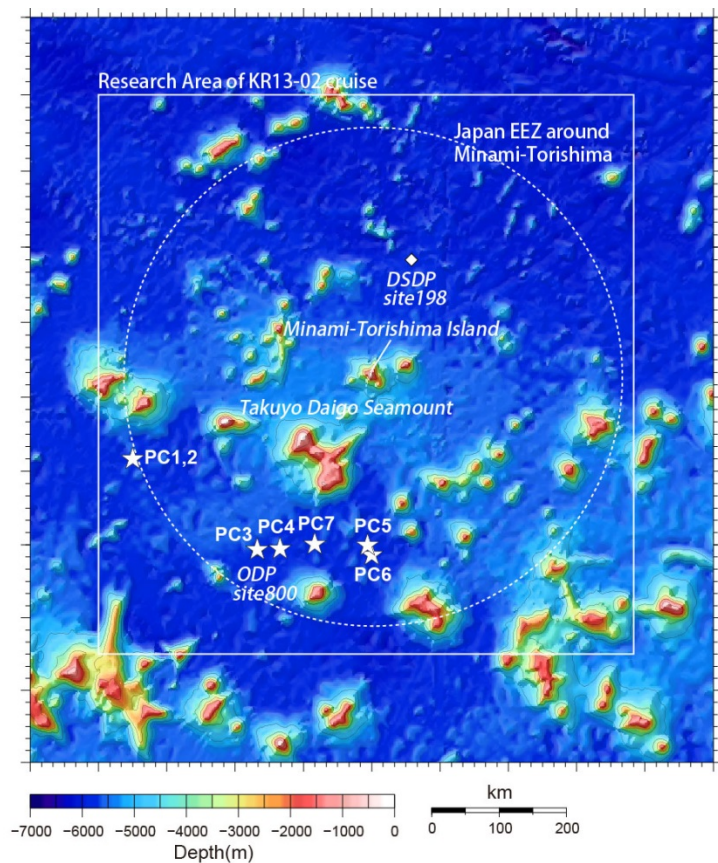 Research Area of KR13-02 cruise
Japan EEZ around
Minami-Torishima
DSDP
site198
Minami-Torishima Island
Takuyo Daigo Seamount
PC1,2
PC3
PC4
PC7
PC5
PC6
ODP
site800
km
−7000 −6000 −5000 −4000 −3000 −2000 −1000 0
0 100 200
Depth(m)